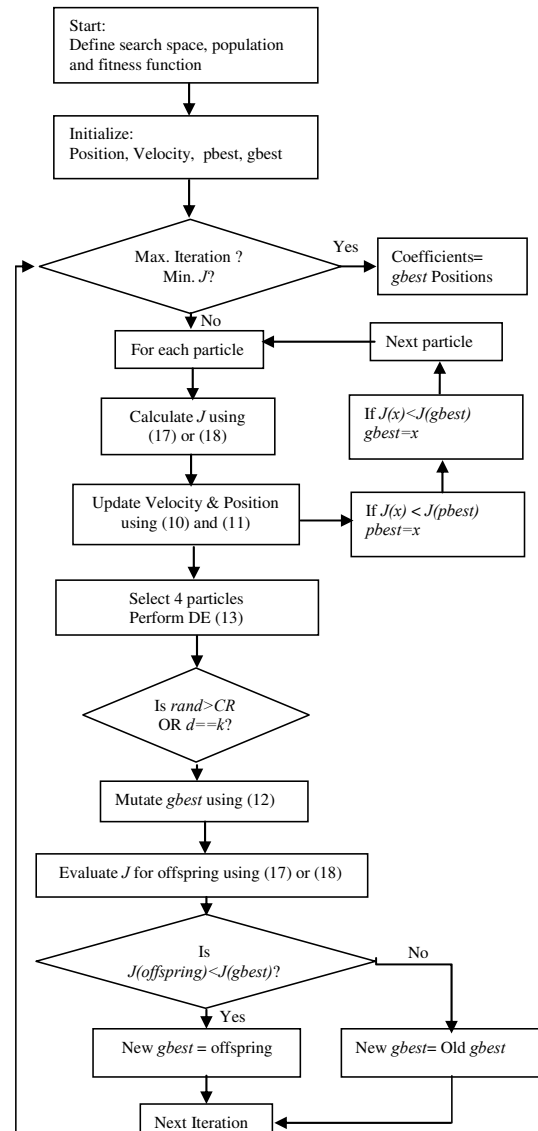 Start:
Define search space, population
and fitness function
Initialize:
Position, Velocity, pbest, gbest
Max. Iteration ?
Min. J?
Yes
Coefficients=
gbest Positions
No
For each particle
Next particle
Calculate J using
(17) or (18)
If J(x)<J(gbest)
gbest=x
Update Velocity & Position
using (10) and (11)
If J(x) < J(pbest)
pbest=x
Select 4 particles
Perform DE (13)
Is rand>CR
OR d==k?
Mutate gbest using (12)
Evaluate J for offspring using (17) or (18)
Is
J(offspring)<J(gbest)?
No
Yes
New gbest = offspring
New gbest= Old gbest
Next Iteration